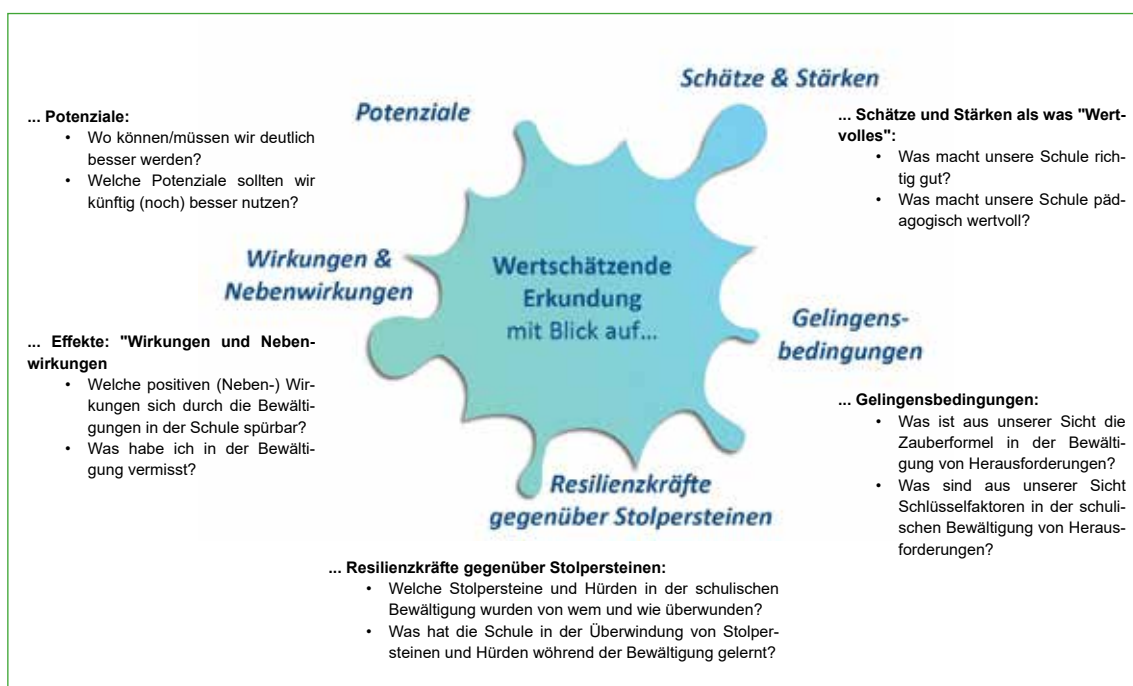 Schätze & Stärken
Potenziale
... Potenziale:
• Wo können/müssen wir deutlich
besser werden?
• Welche Potenziale sollten wir
künftig (noch) besser nutzen?
... Schätze und Stärken als was "Wert-
volles":
• Was macht unsere Schule rich-
tig gut?
• Was macht unsere Schule päd-
agogisch wertvoll?
Wirkungen &
Nebenwirkungen
Wertschätzende
Erkundung
mit Blick auf...
Gelingens-
bedingungen
... Effekte: "Wirkungen und Neben-
wirkungen
• Welche positiven (Neben-) Wir-
kungen sich durch die Bewälti-
gungen in der Schule spürbar?
• Was habe ich in der Bewälti-
gung vermisst?
... Gelingensbedingungen:
• Was ist aus unserer Sicht die
Zauberformel in der Bewälti-
gung von Herausforderungen?
• Was sind aus unserer Sicht
Schlüsselfaktoren in der schuli-
schen Bewältigung von Heraus-
forderungen?
Resilienzkräfte
gegenüber Stolpersteinen
... Resilienzkräfte gegenüber Stolpersteinen:
• Welche Stolpersteine und Hürden in der schulischen
Bewältigung wurden von wem und wie überwunden?
• Was hat die Schule in der Überwindung von Stolper-
steinen und Hürden wöhrend der Bewältigung gelernt?